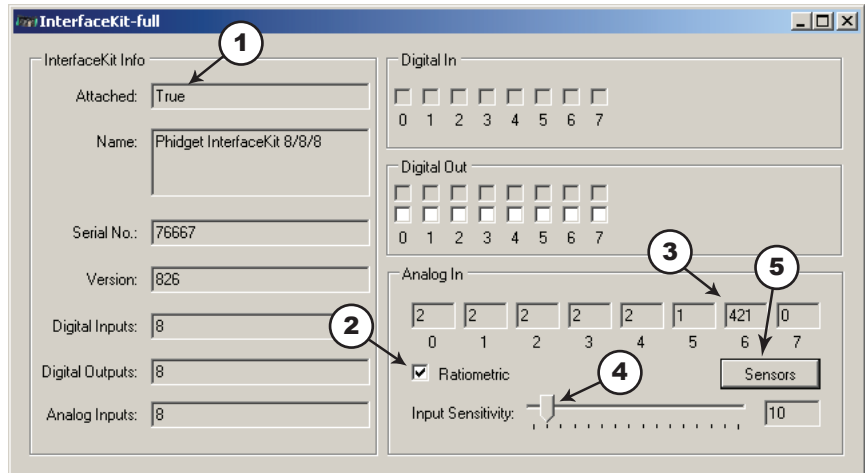 InterfaceKit-full
1
InterfaceKit Info
Attached: True
Name: Phidget InterfaceKit 8/8/8
Serial No.: 76667
Version: 826
Digital Inputs: 8
Digital Outputs: 8
Analog Inputs: 8
Digital In
0 1 2 3 4 5 6 7
Digital Out
0 1 2 3 4 5 6 7
3
5
Analog In
2 2 2 2 2 1 421 0
0 1 2 3 4 5 6 7
2
Ratiometric
4
Sensors
Input Sensitivity: 10